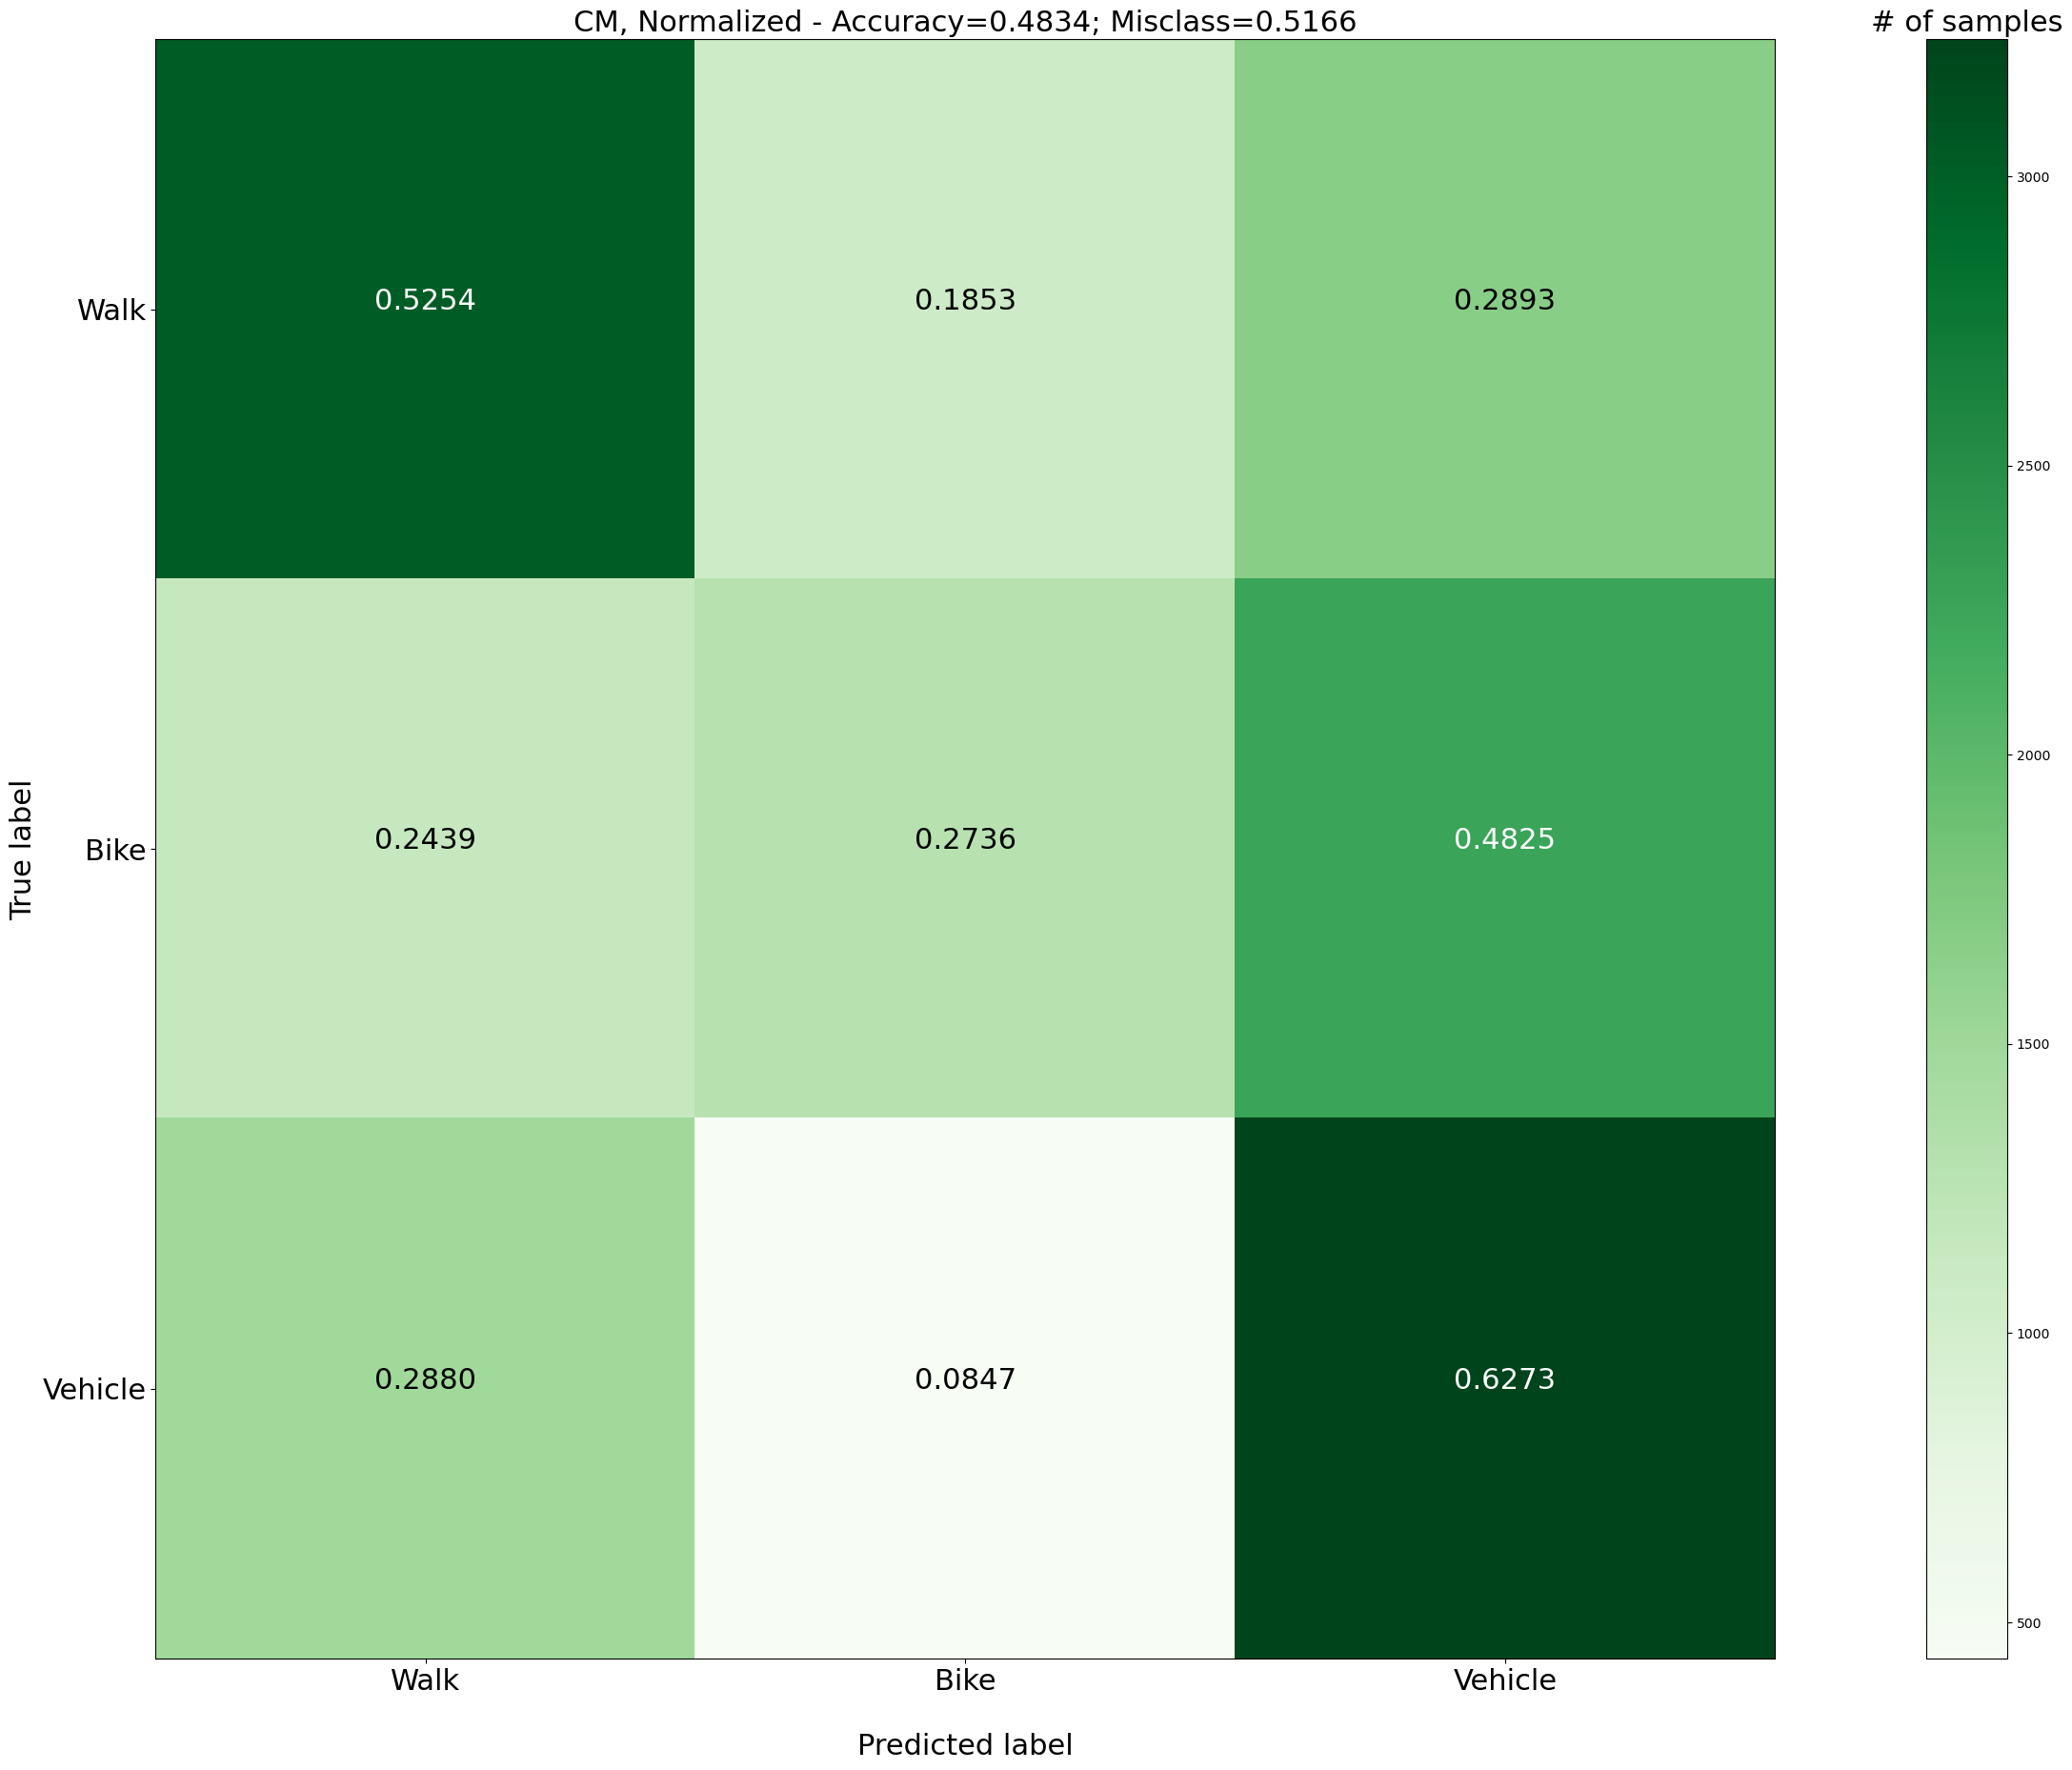 CM, Normalized - Accuracy=0.4834; Misclass=0.5166
# of samples
Walk
0.5254
0.1853
0.2893
Bike
0.2439
0.2736
0.4825
Vehicle
0.2880
0.0847
0.6273
True label
Walk
Bike
Vehicle
Predicted label
3000
2500
2000
1500
1000
500